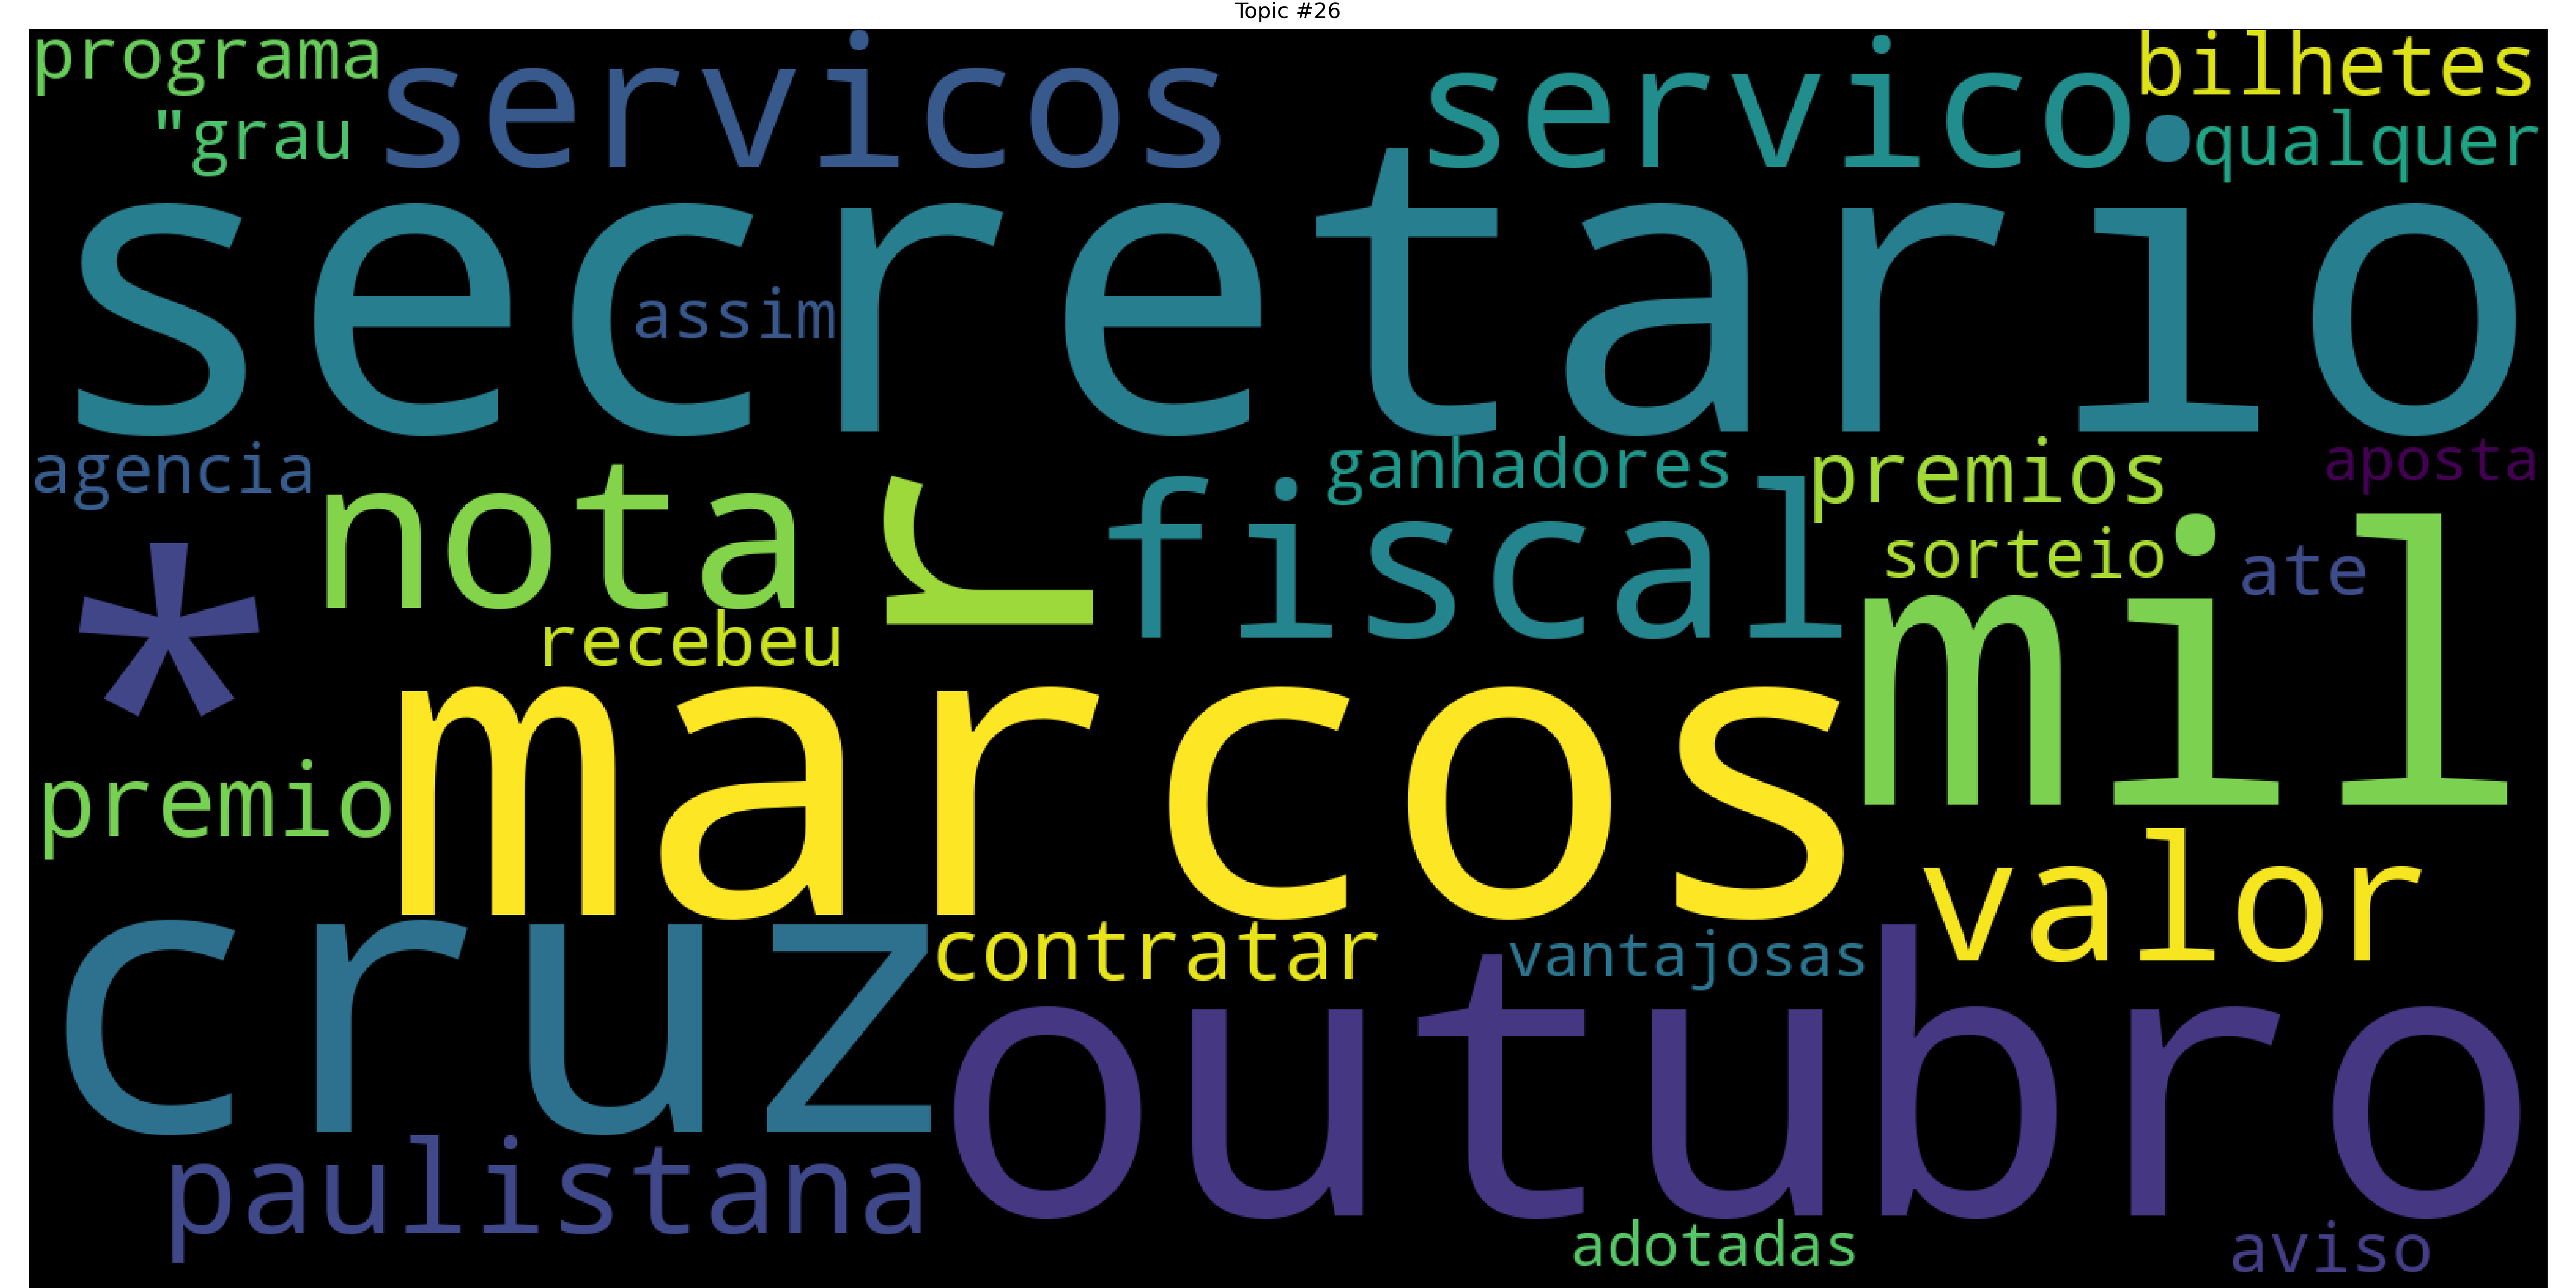 Topic #26
programa
servicos
servico
bilhetes
"grau
qualquer
secretario
assim
agencia
nota
r
fiscal
ganhadores
premios
aposta
sorteio
ate
*
recebeu
mil
premio
marcos
valor
cruz
contratar
vantajosas
outubro
paulistana
adotadas
aviso